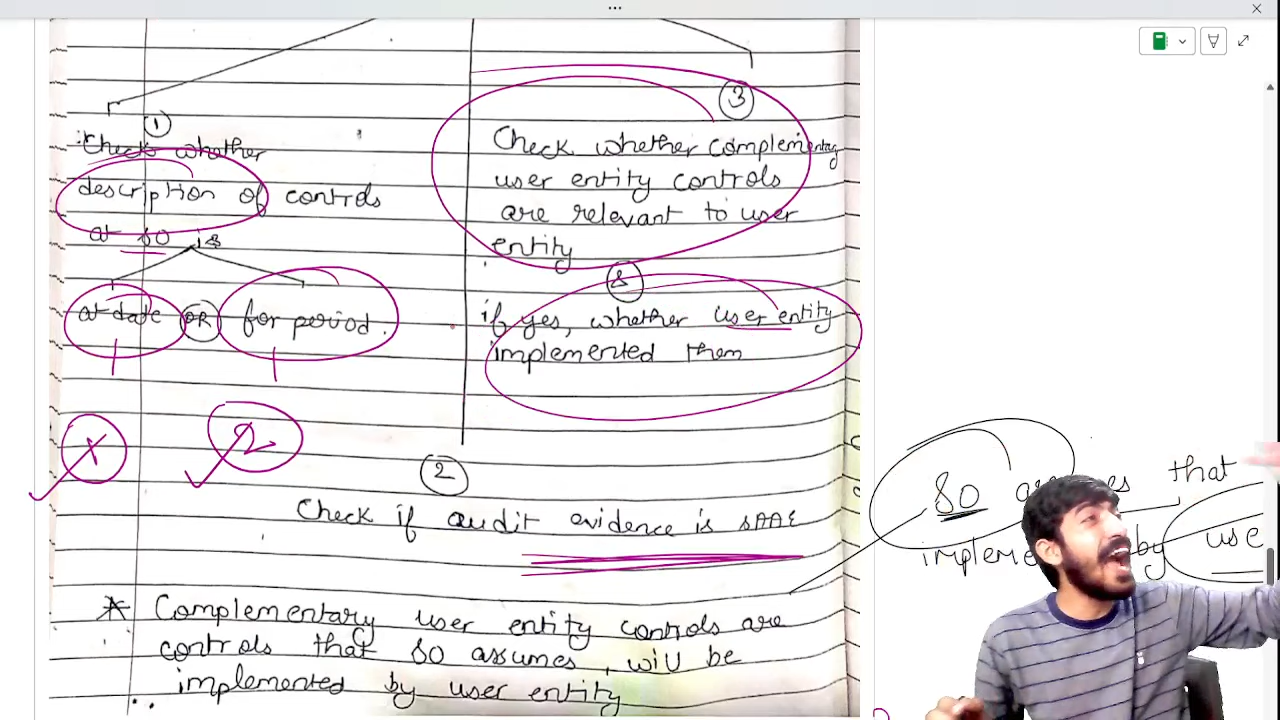 ①
Check whether
description of controls
at SO is
at date OR for period.
X 2
③
Check whether complementary
user entity controls
are relevant to user
entity
&
if yes, whether user entity
implemented them
②
Check if audit evidence is SAAE
* Complementary user entity controls are
controls that SO assumes, will be
implemented by user entity
SO that
by use